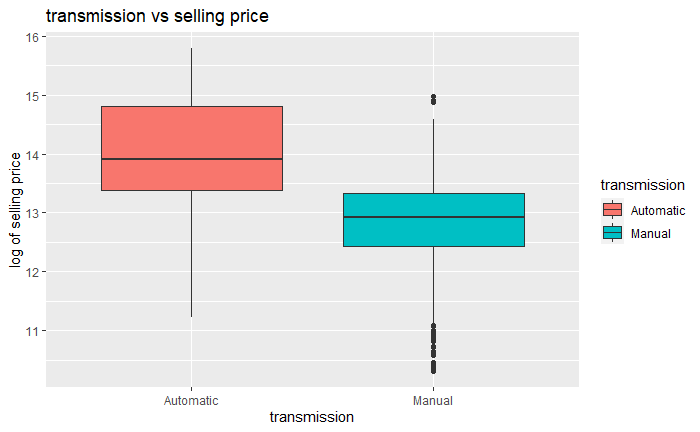 transmission vs selling price
16
15
14
13
12
11
log of selling price
Automatic
Manual
transmission
transmission
Automatic
Manual